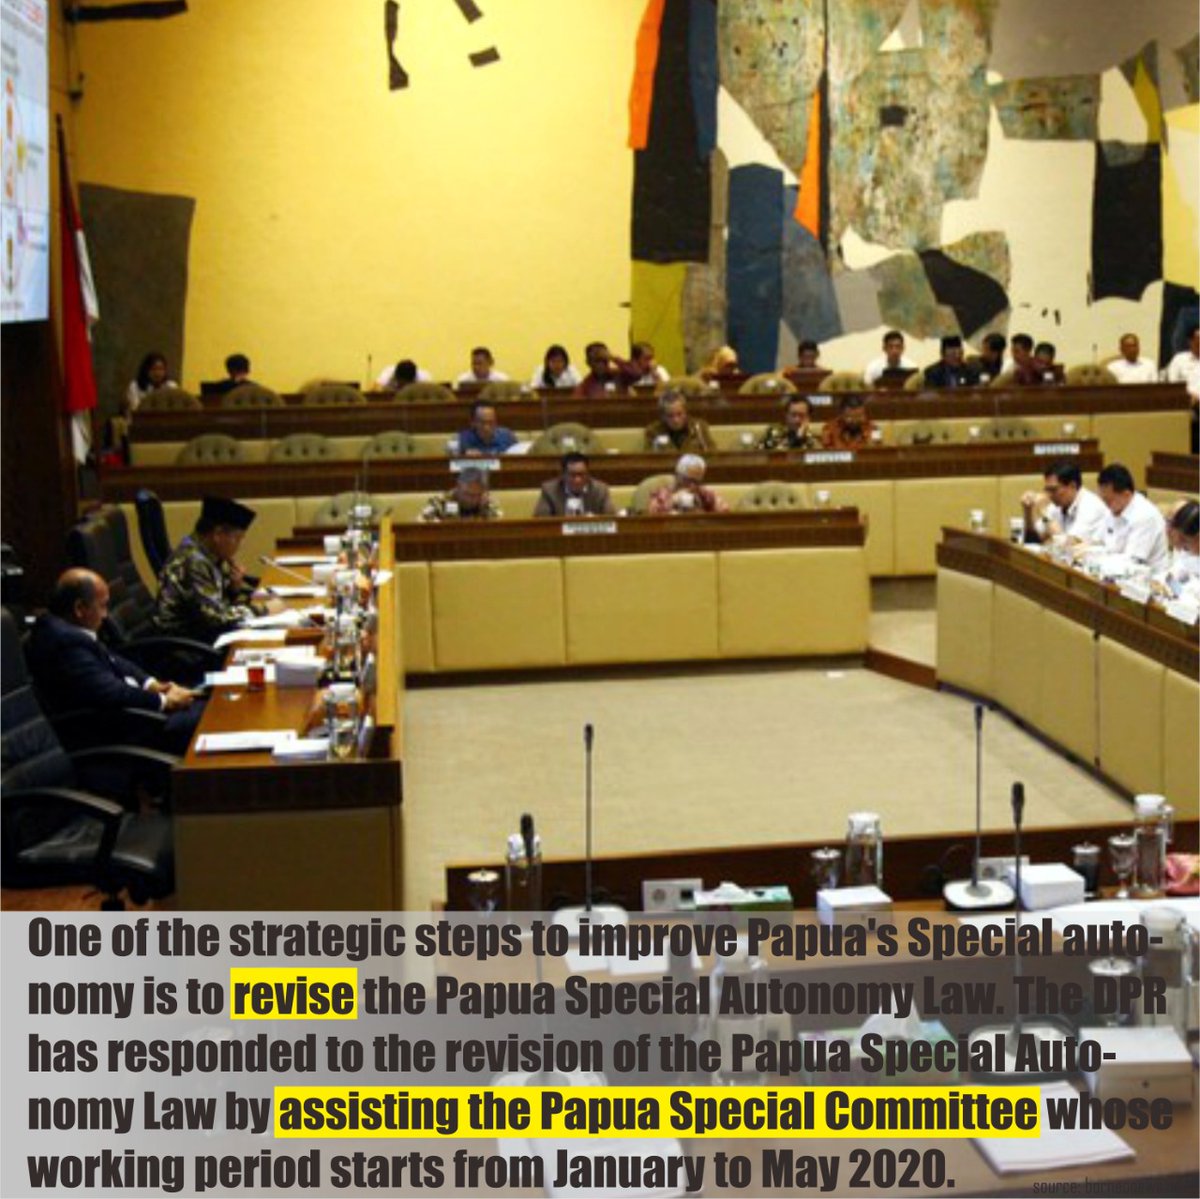 One of the strategic steps to improve Papua's Special auto-
nomy is to revise the Papua Special Autonomy Law. The DPR
has responded to the revision of the Papua Special Auto-
nomy Law by assisting the Papua Special Committee whose
working period starts from January to May 2020.
source: